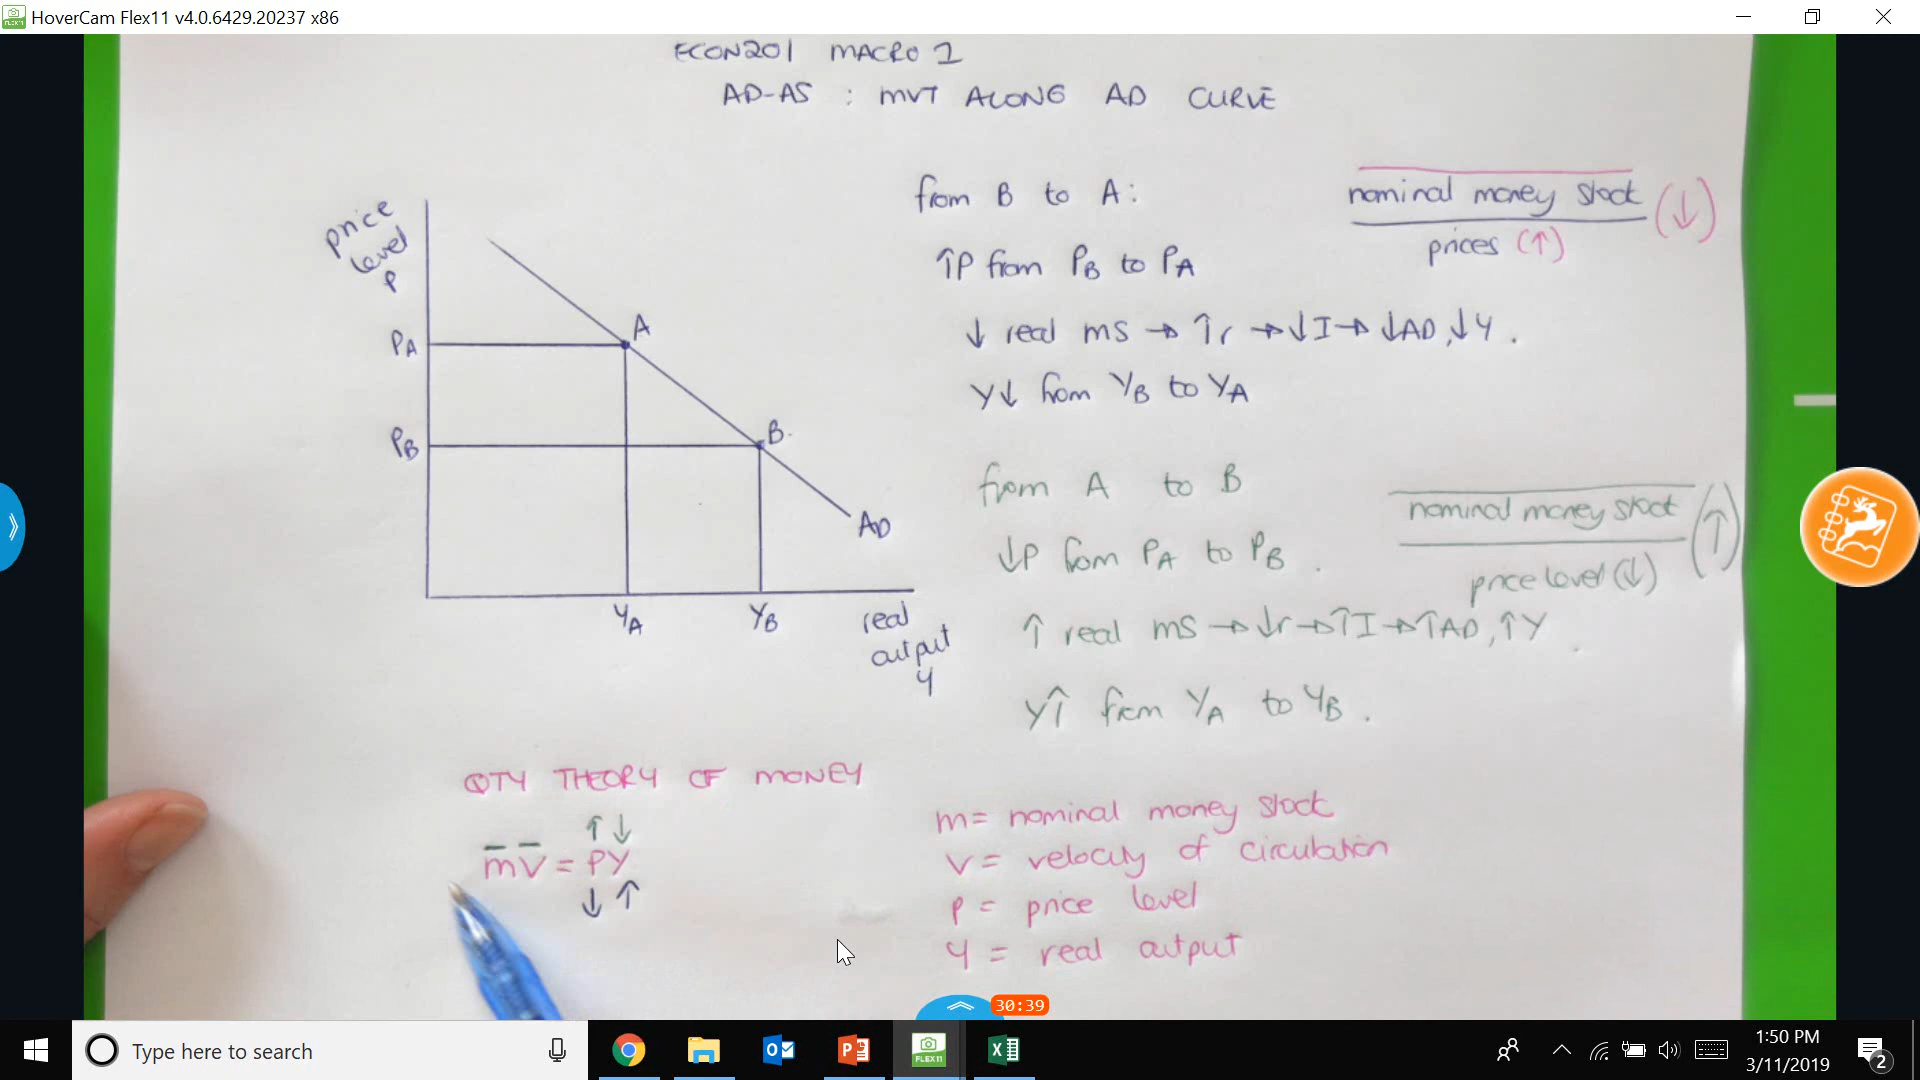 HoverCam Flex11 v4.0.6429.20237 x86
ECON201 MACRO 1
AD-AS : MVT ALONG AD CURVE
price level P
PA
PB
A
B
AD
YA
YB
real output Y
from B to A:
↑P from PB to PA
↓ real ms → ↑r → ↓I → ↓AD, ↓Y.
Y↓ from YB to YA
nominal money stock (↓)
prices (↑)
from A to B
↓P from PA to PB.
↑ real ms → ↓r → ↑I → ↑AD, ↑Y
Y↑ from YA to YB.
nominal money stock (↑)
price level (↓)
QTY THEORY OF MONEY
↑ ↓
m̅ v̅ = PY
↓ ↑
m = nominal money stock
v = velocity of circulation
P = price level
Y = real output
30:39
Type here to search
FLEX11
1:50 PM
3/11/2019
2